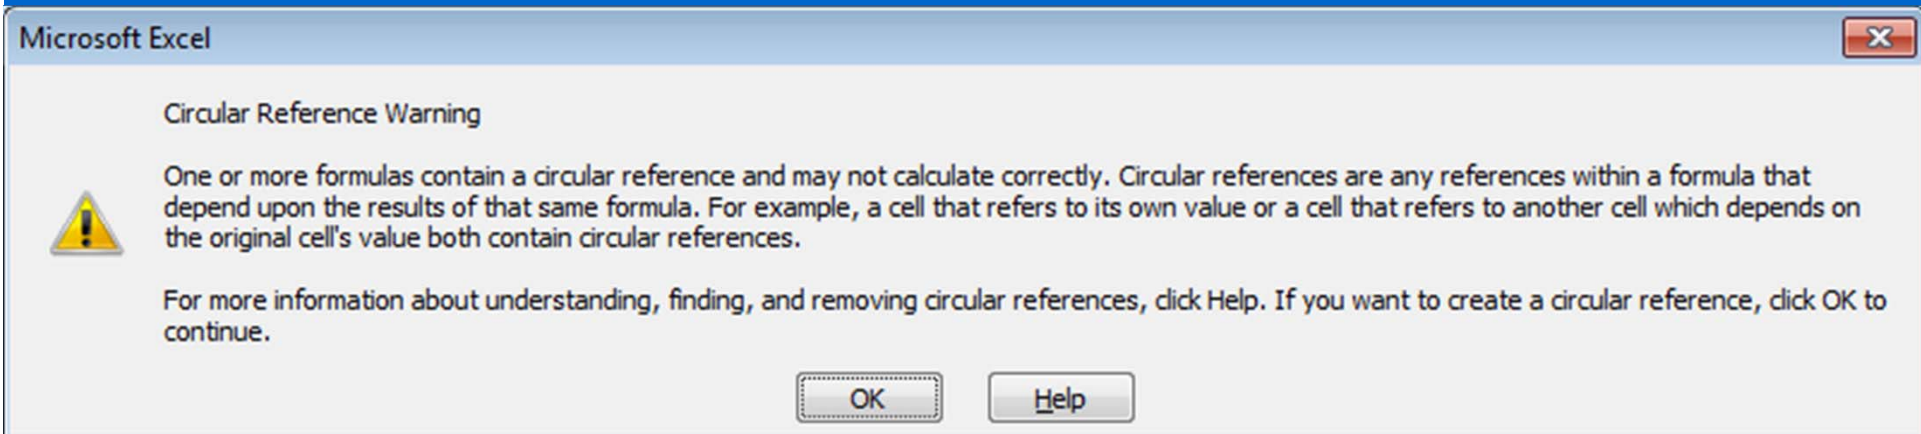 Microsoft Excel
Circular Reference Warning
One or more formulas contain a circular reference and may not calculate correctly. Circular references are any references within a formula that
depend upon the results of that same formula. For example, a cell that refers to its own value or a cell that refers to another cell which depends on
the original cell's value both contain circular references.
For more information about understanding, finding, and removing circular references, click Help. If you want to create a circular reference, click OK to
continue.
OK Help